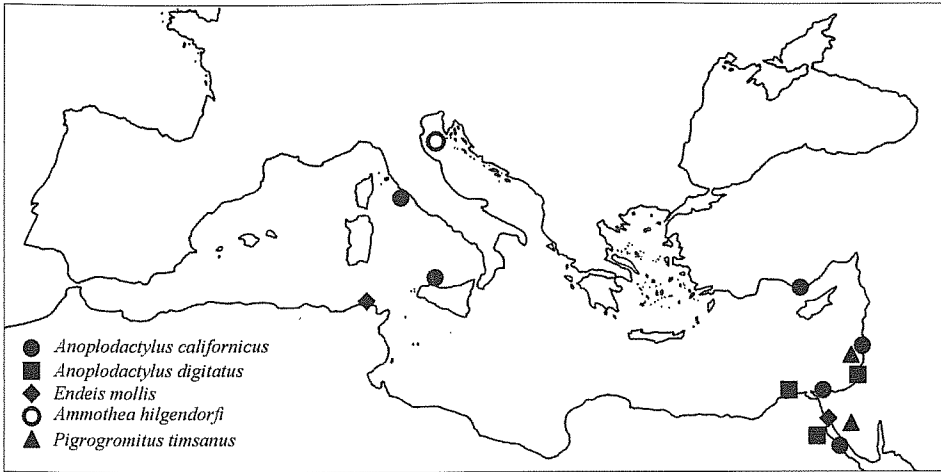 Anoplodactylus californicus
Anoplodactylus digitatus
Endeis mollis
Ammothea hilgendorfi
Pigrogromitus timsanus